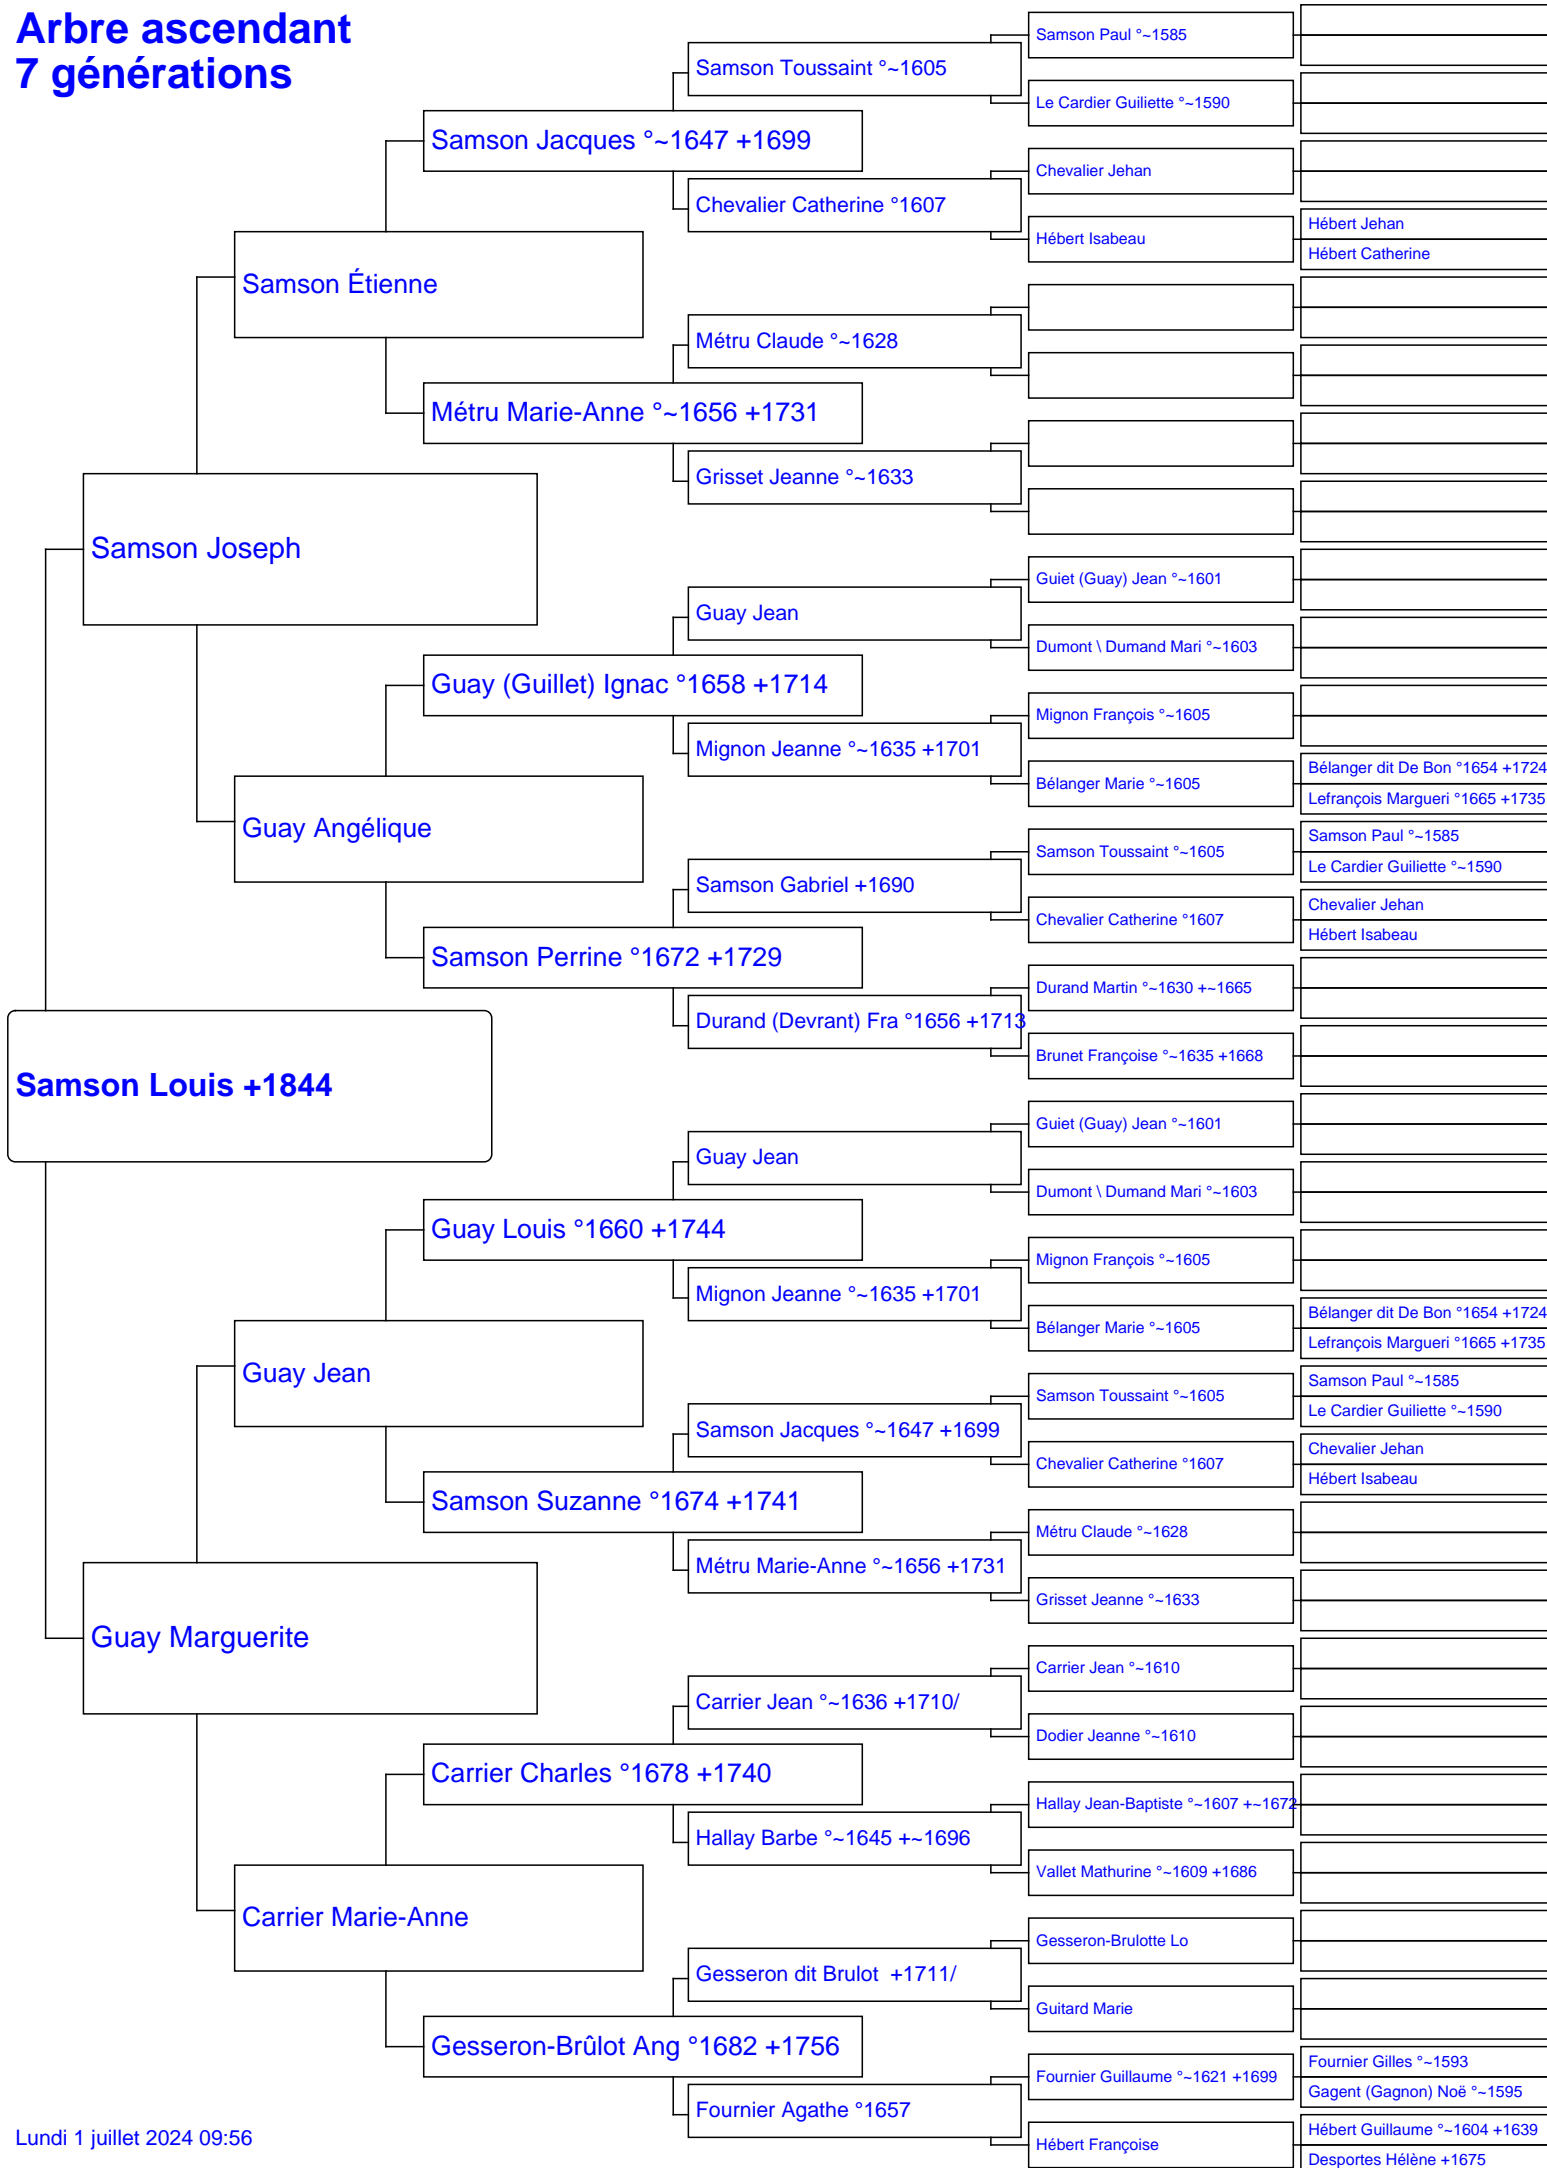 Arbre ascendant
7 générations
Samson Louis +1844
Samson Joseph
Guay Marguerite
Samson Étienne
Guay Angélique
Guay Jean
Carrier Marie-Anne
Samson Jacques °~1647 +1699
Métru Marie-Anne °~1656 +1731
Guay (Guillet) Ignac °1658 +1714
Samson Perrine °1672 +1729
Guay Louis °1660 +1744
Samson Suzanne °1674 +1741
Carrier Charles °1678 +1740
Gesseron-Brûlot Ang °1682 +1756
Samson Toussaint °~1605
Chevalier Catherine °1607
Métru Claude °~1628
Grisset Jeanne °~1633
Guay Jean
Mignon Jeanne °~1635 +1701
Samson Gabriel +1690
Durand (Devrant) Fra °1656 +1713
Guay Jean
Mignon Jeanne °~1635 +1701
Samson Jacques °~1647 +1699
Métru Marie-Anne °~1656 +1731
Carrier Jean °~1636 +1710/
Hallay Barbe °~1645 +~1696
Gesseron dit Brulot  +1711/
Fournier Agathe °1657
Samson Paul °~1585
Le Cardier Guiliette °~1590
Chevalier Jehan
Hébert Isabeau
Guiet (Guay) Jean °~1601
Dumont \ Dumand Mari °~1603
Mignon François °~1605
Bélanger Marie °~1605
Samson Toussaint °~1605
Chevalier Catherine °1607
Durand Martin °~1630 +~1665
Brunet Françoise °~1635 +1668
Guiet (Guay) Jean °~1601
Dumont \ Dumand Mari °~1603
Mignon François °~1605
Bélanger Marie °~1605
Samson Toussaint °~1605
Chevalier Catherine °1607
Métru Claude °~1628
Grisset Jeanne °~1633
Carrier Jean °~1610
Dodier Jeanne °~1610
Hallay Jean-Baptiste °~1607 +~1672
Vallet Mathurine °~1609 +1686
Gesseron-Brulotte Lo
Guitard Marie
Fournier Guillaume °~1621 +1699
Hébert Françoise
Hébert Jehan
Hébert Catherine
Bélanger dit De Bon °1654 +1724
Lefrançois Margueri °1665 +1735
Samson Paul °~1585
Le Cardier Guiliette °~1590
Chevalier Jehan
Hébert Isabeau
Bélanger dit De Bon °1654 +1724
Lefrançois Margueri °1665 +1735
Samson Paul °~1585
Le Cardier Guiliette °~1590
Chevalier Jehan
Hébert Isabeau
Fournier Gilles °~1593
Gagent (Gagnon) Noë °~1595
Hébert Guillaume °~1604 +1639
Desportes Hélène +1675
Lundi 1 juillet 2024 09:56